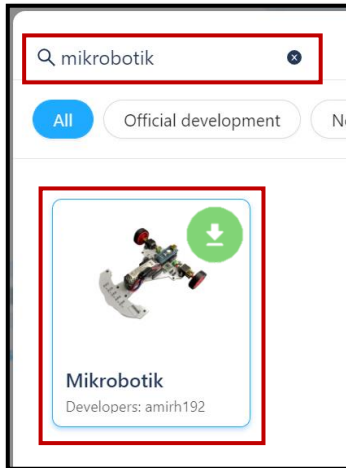 mikrobotik
All
Official development
Mikrobotik
Developers: amirh192